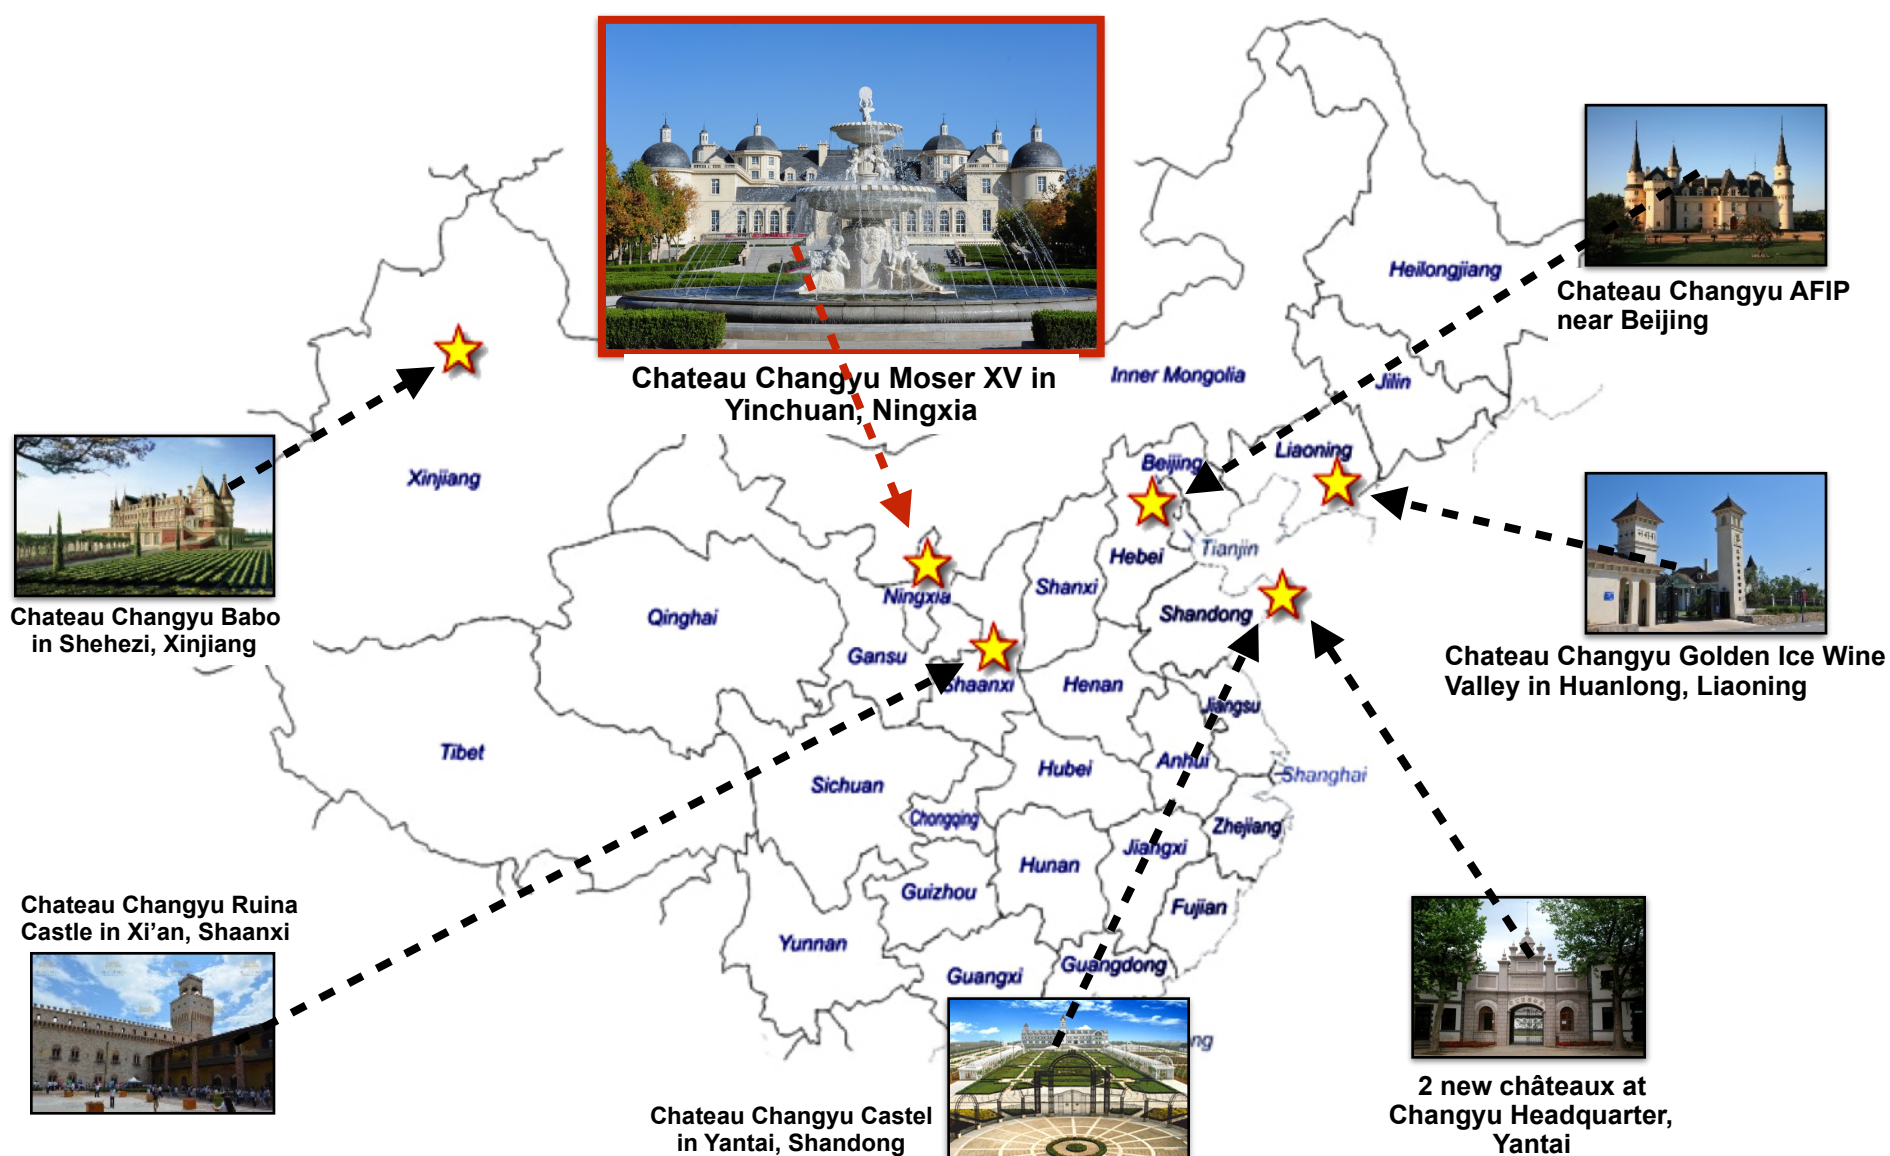 Chateau Changyu Moser XV in
Yinchuan, Ningxia
Chateau Changyu AFIP
near Beijing
Heilongjiang
Inner Mongolia
Jilin
Liaoning
Beijing
Xinjiang
Tianjin
Hebei
Shanxi
Ningxia
Shandong
Qinghai
Gansu
Shaanxi
Henan
Jiangsu
Chateau Changyu Babo
in Shehezi, Xinjiang
Chateau Changyu Golden Ice Wine
Valley in Huanlong, Liaoning
Tibet
Sichuan
Hubei
Anhui
Shanghai
Chongqing
Zhejiang
Hunan
Jiangxi
Guizhou
Fujian
Yunnan
Guangxi
Guangdong
Chateau Changyu Ruina
Castle in Xi’an, Shaanxi
ng
Chateau Changyu Castel
in Yantai, Shandong
2 new châteaux at
Changyu Headquarter,
Yantai